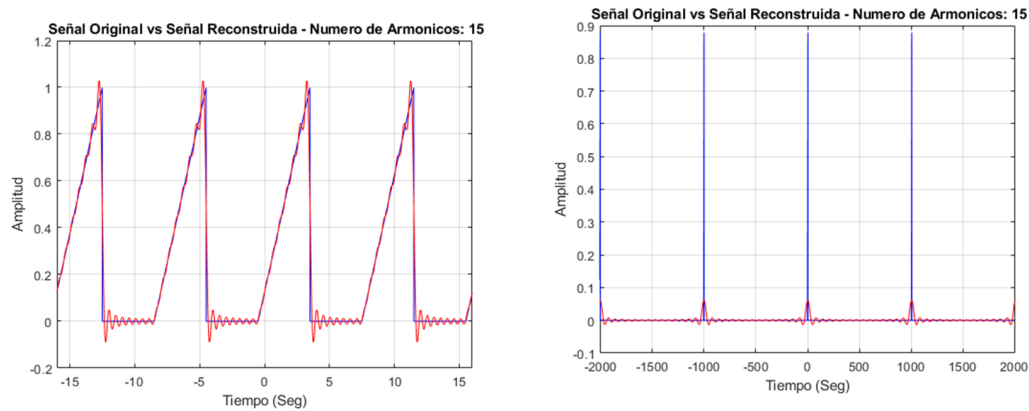 Señal Original vs Señal Reconstruida - Numero de Armonicos: 15
1.2
1
0.8
0.6
0.4
0.2
0
-0.2
Amplitud
-15 -10 -5 0 5 10 15
Tiempo (Seg)
Señal Original vs Señal Reconstruida - Numero de Armonicos: 15
0.9
0.8
0.7
0.6
0.5
0.4
0.3
0.2
0.1
0
-0.1
Amplitud
-2000 -1500 -1000 -500 0 500 1000 1500 2000
Tiempo (Seg)